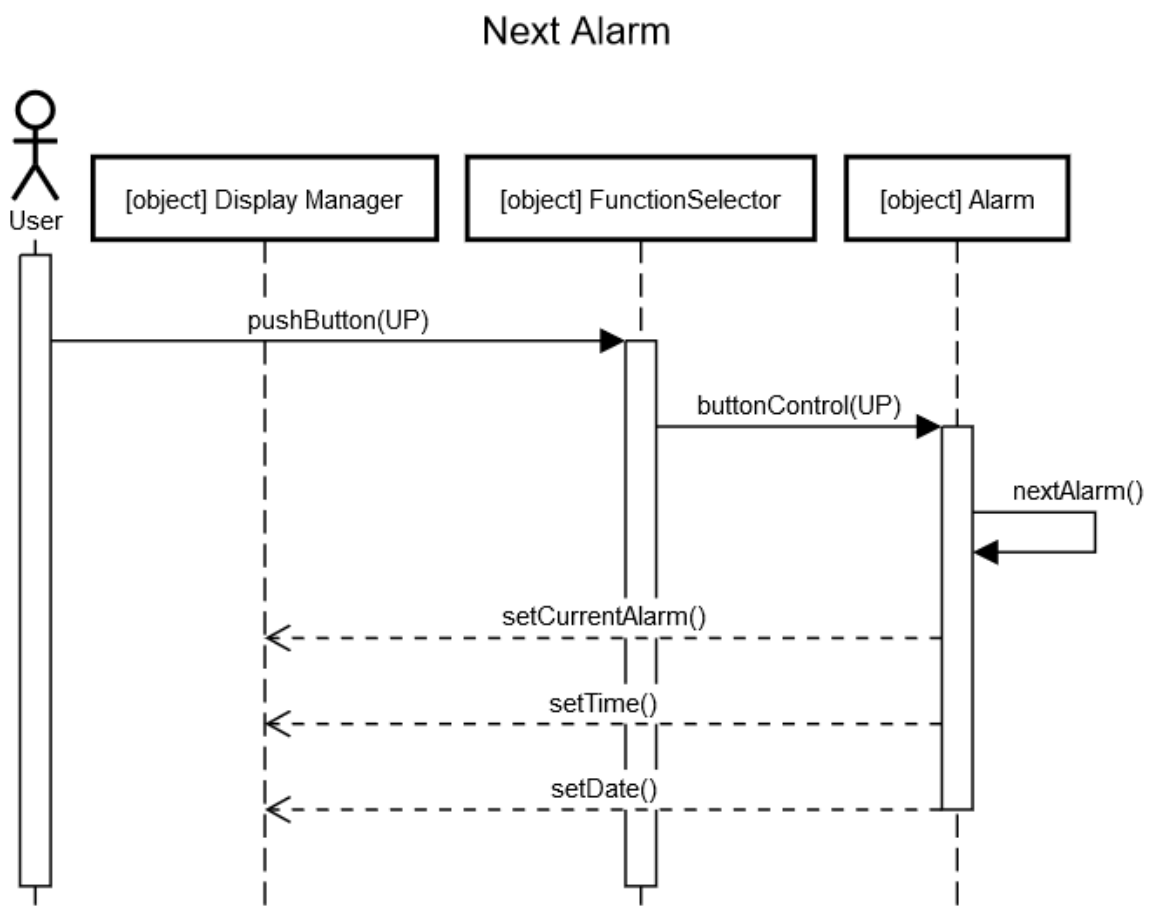 Next Alarm
User
[object] Display Manager
[object] FunctionSelector
[object] Alarm
pushButton(UP)
buttonControl(UP)
nextAlarm()
setCurrentAlarm()
setTime()
setDate()